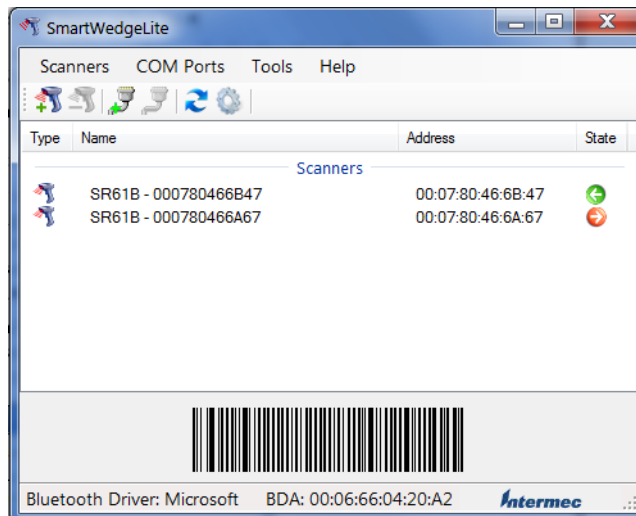 SmartWedgeLite
Scanners COM Ports Tools Help
Type Name Address State
Scanners
SR61B - 000780466B47 00:07:80:46:6B:47
SR61B - 000780466A67 00:07:80:46:6A:67
Bluetooth Driver: Microsoft BDA: 00:06:66:04:20:A2 Intermec